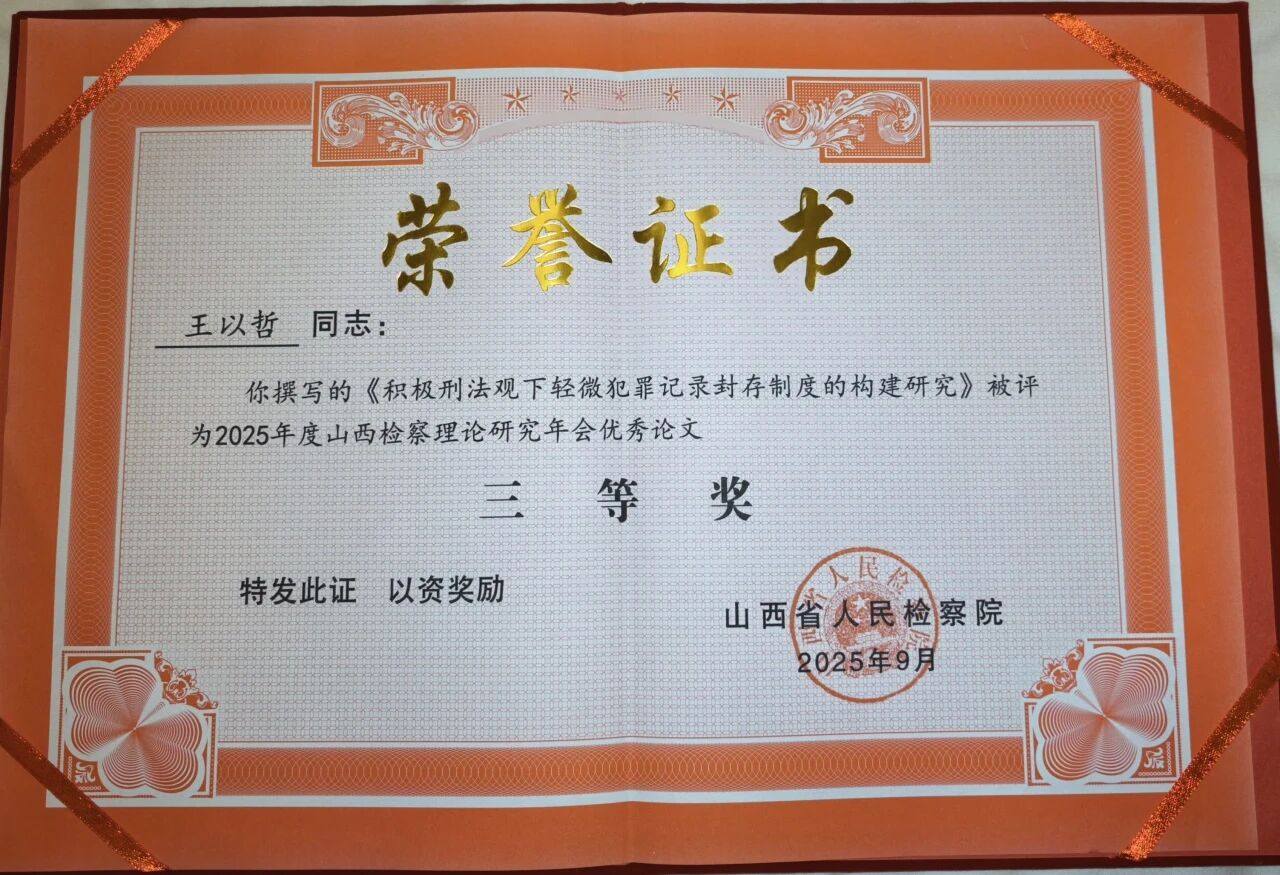 荣誉证书
王以哲 同志：
你撰写的《积极刑法观下轻微犯罪记录封存制度的构建研究》被评
为2025年度山西检察理论研究年会优秀论文
三等奖
特发此证 以资奖励
山西省人民检察院
2025年9月